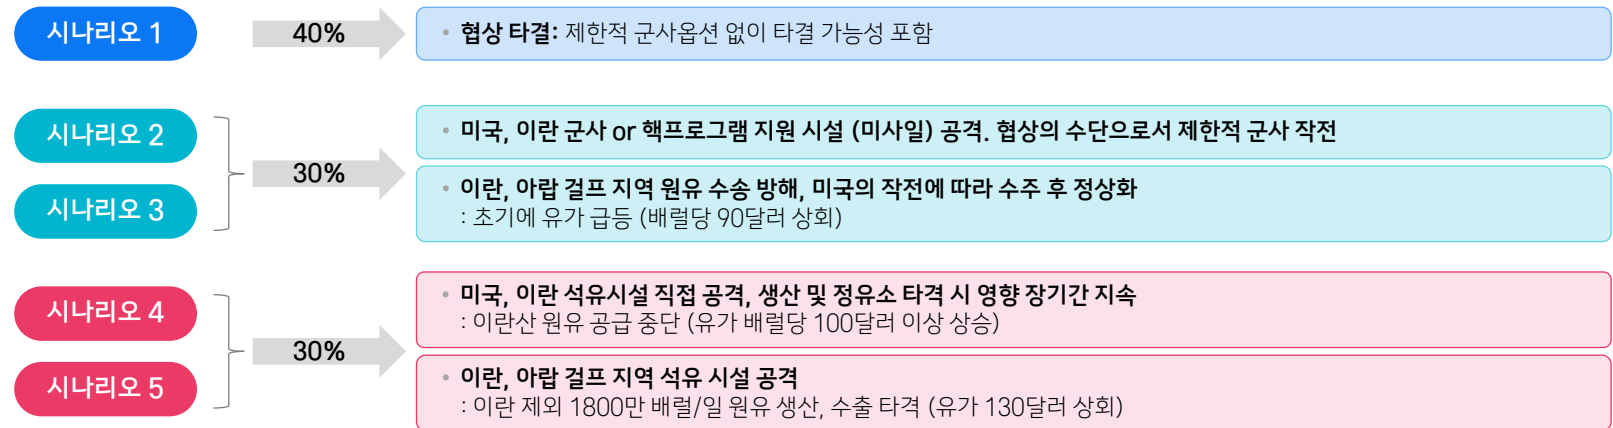 시나리오 1
40%
• 협상 타결: 제한적 군사옵션 없이 타결 가능성 포함
시나리오 2
시나리오 3
30%
• 미국, 이란 군사 or 핵프로그램 지원 시설 (미사일) 공격. 협상의 수단으로서 제한적 군사 작전
• 이란, 아랍 걸프 지역 원유 수송 방해, 미국의 작전에 따라 수주 후 정상화
: 초기에 유가 급등 (배럴당 90달러 상회)
시나리오 4
시나리오 5
30%
• 미국, 이란 석유시설 직접 공격, 생산 및 정유소 타격 시 영향 장기간 지속
: 이란산 원유 공급 중단 (유가 배럴당 100달러 이상 상승)
• 이란, 아랍 걸프 지역 석유 시설 공격
: 이란 제외 1800만 배럴/일 원유 생산, 수출 타격 (유가 130달러 상회)